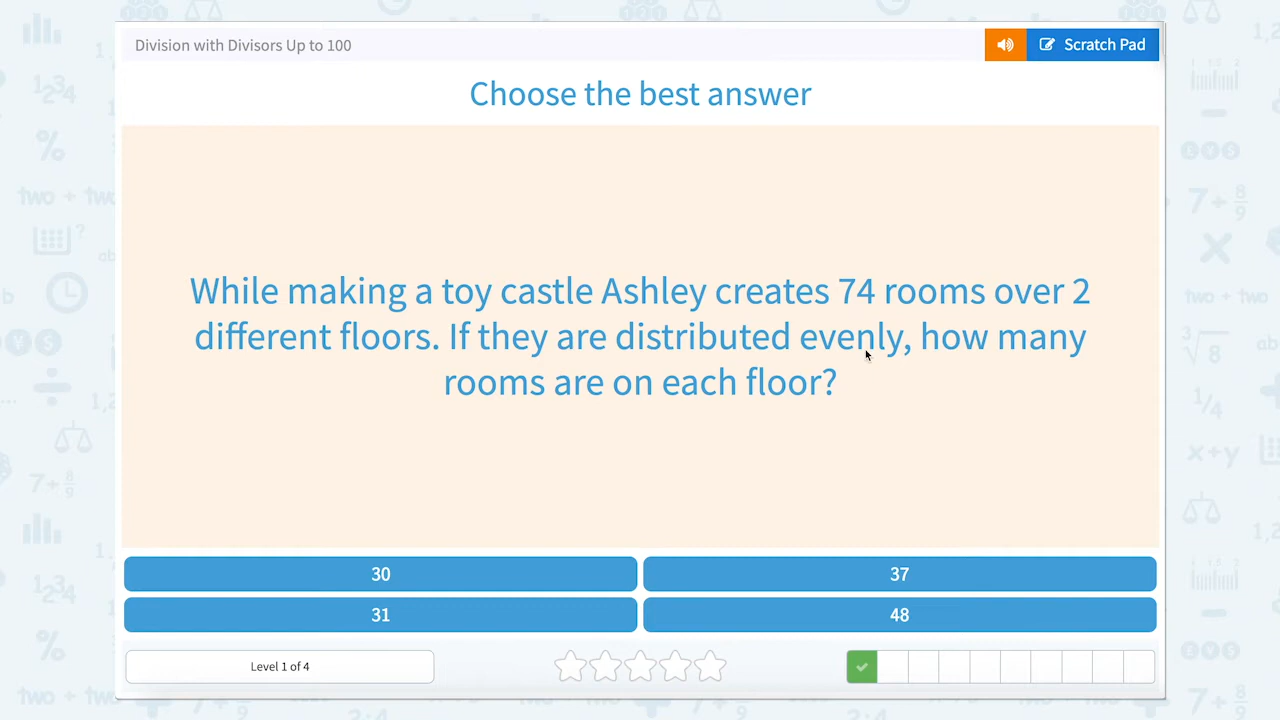 Division with Divisors Up to 100
Scratch Pad
Choose the best answer
While making a toy castle Ashley creates 74 rooms over 2
different floors. If they are distributed evenly, how many
rooms are on each floor?
30
37
31
48
Level 1 of 4